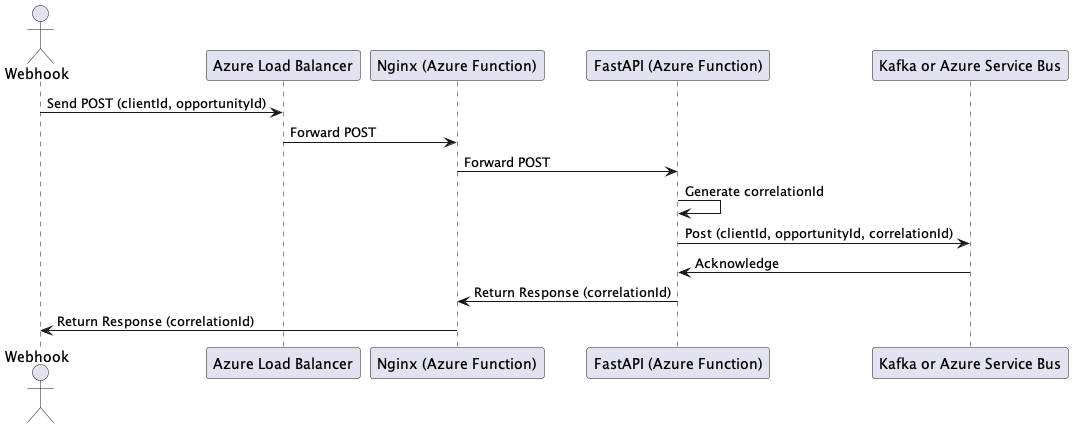 Webhook
Azure Load Balancer
Nginx (Azure Function)
FastAPI (Azure Function)
Kafka or Azure Service Bus
Send POST (clientId, opportunityId)
Forward POST
Forward POST
Generate correlationId
Post (clientId, opportunityId, correlationId)
Acknowledge
Return Response (correlationId)
Return Response (correlationId)
Webhook
Azure Load Balancer
Nginx (Azure Function)
FastAPI (Azure Function)
Kafka or Azure Service Bus